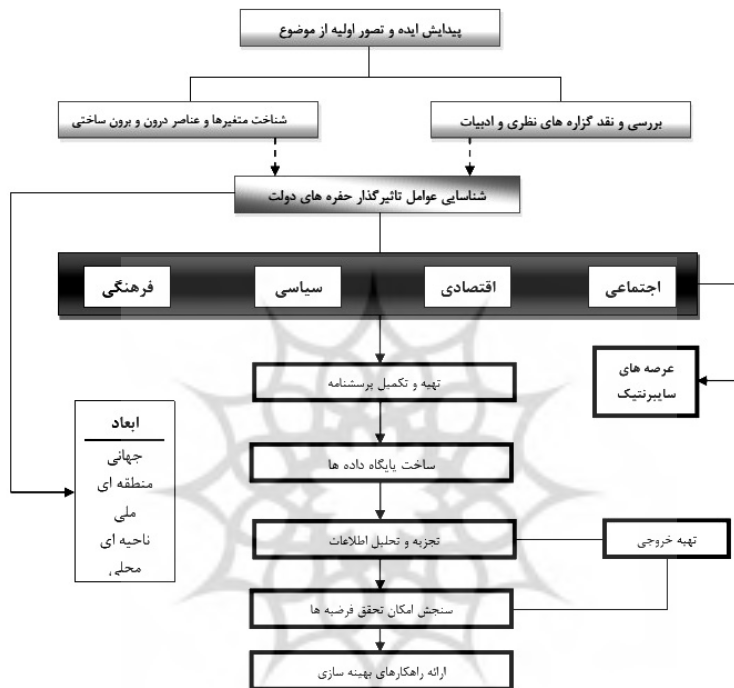 پیدایش ایده و تصور اولیه از موضوع
بررسی و نقد گزاره های نظری و ادبیات
شناخت متغیرها و عناصر درون و برون ساختی
شناسایی عوامل تاثیرگذار حفره های دولت
اجتماعی
اقتصادی
سیاسی
فرهنگی
عرصه های
سایبرنتیک
تهیه و تکمیل پرسشنامه
ابعاد
جهانی
منطقه ای
ملی
ناحیه ای
محلی
ساخت پایگاه داده ها
تجزیه و تحلیل اطلاعات
تهیه خروجی
سنجش امکان تحقق فرضیه ها
ارائه راهکارهای بهینه سازی